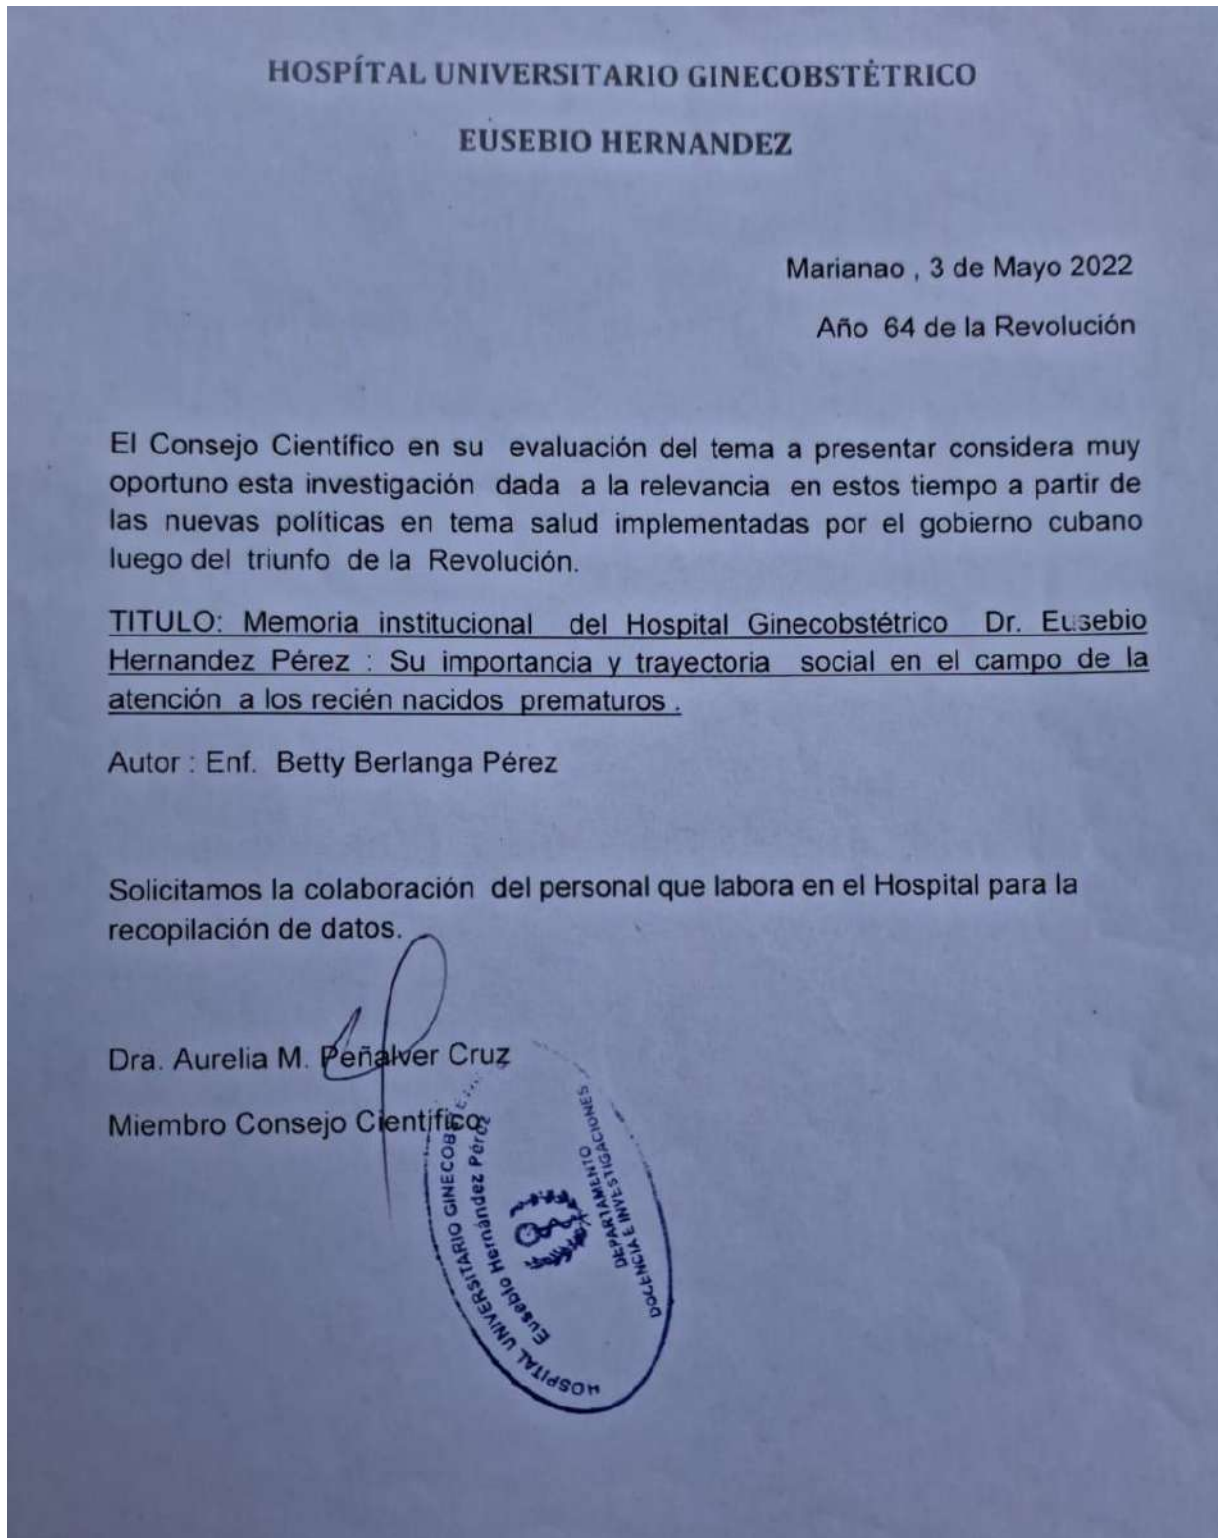 HOSPÍTAL UNIVERSITARIO GINECOBSTÉTRICO
EUSEBIO HERNANDEZ
Marianao , 3 de Mayo 2022
Año 64 de la Revolución
El Consejo Científico en su evaluación del tema a presentar considera muy
oportuno esta investigación dada a la relevancia en estos tiempo a partir de
las nuevas políticas en tema salud implementadas por el gobierno cubano
luego del triunfo de la Revolución.
TITULO: Memoria institucional del Hospital Ginecobstétrico Dr. Eusebio
Hernandez Pérez : Su importancia y trayectoria social en el campo de la
atención a los recién nacidos prematuros .
Autor : Enf. Betty Berlanga Pérez
Solicitamos la colaboración del personal que labora en el Hospital para la
recopilación de datos.
Dra. Aurelia M. Peñalver Cruz
Miembro Consejo Científico
HOSPITAL UNIVERSITARIO
Eusebio Hernández Pérez
DEPARTAMENTO
DOCENCIA E INVESTIGACIONES